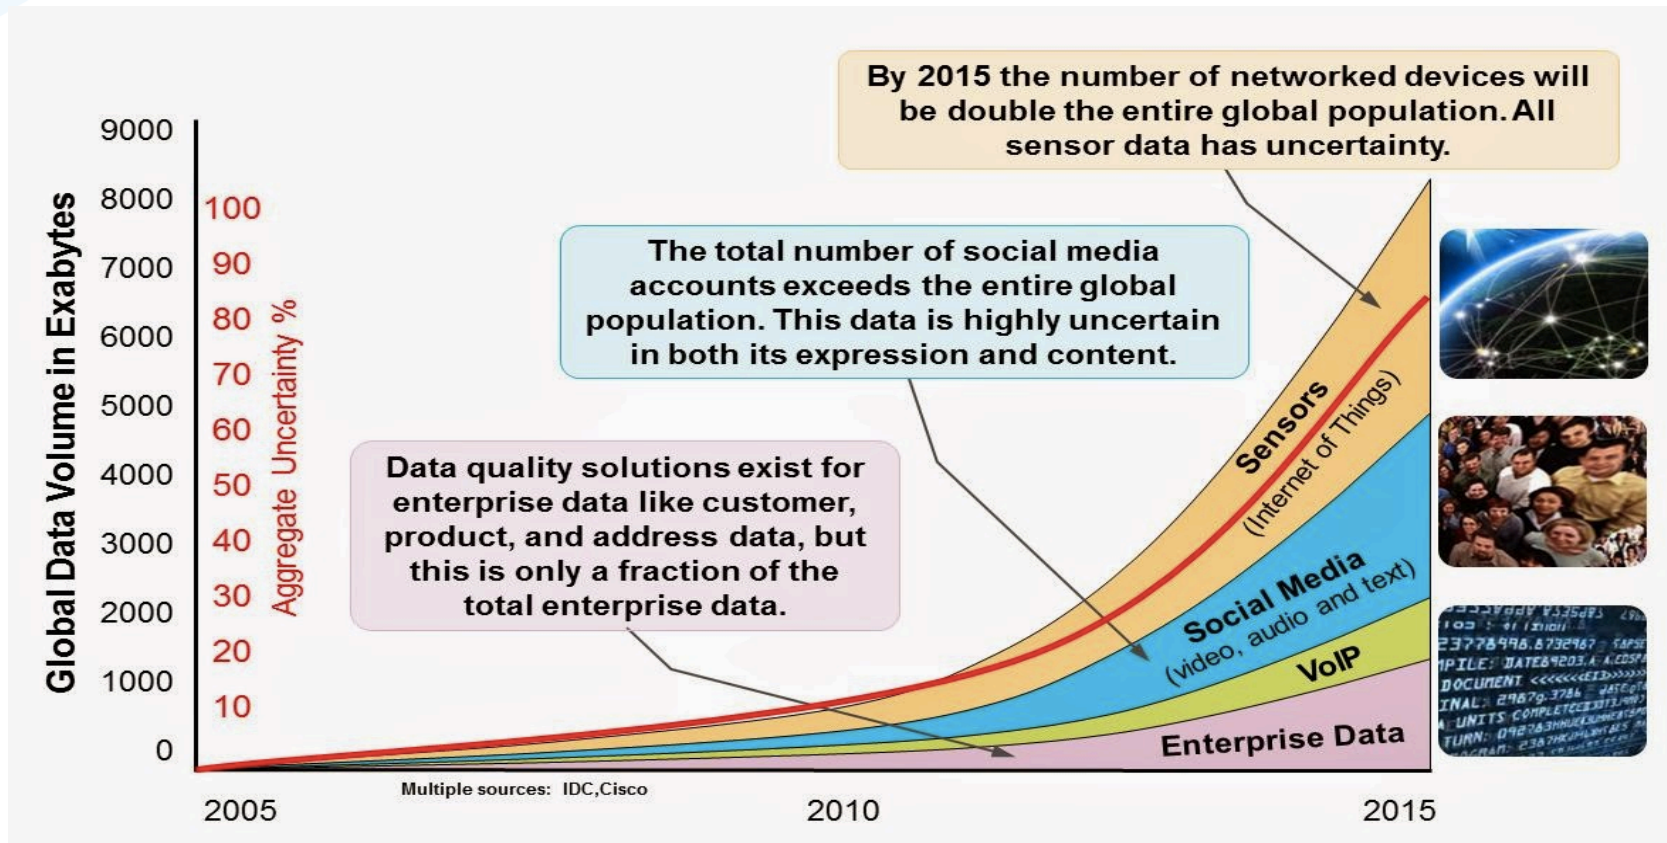 By 2015 the number of networked devices will
be double the entire global population. All
sensor data has uncertainty.
The total number of social media
accounts exceeds the entire global
population. This data is highly uncertain
in both its expression and content.
Data quality solutions exist for
enterprise data like customer,
product, and address data, but
this is only a fraction of the
total enterprise data.
Global Data Volume in Exabytes
9000
8000
7000
6000
5000
4000
3000
2000
1000
0
Aggregate Uncertainty %
100
90
80
70
60
50
40
30
20
10
Sensors
(Internet of Things)
Social Media
(video, audio and text)
VoIP
Enterprise Data
Multiple sources: IDC,Cisco
2005
2010
2015
DOCUMENT